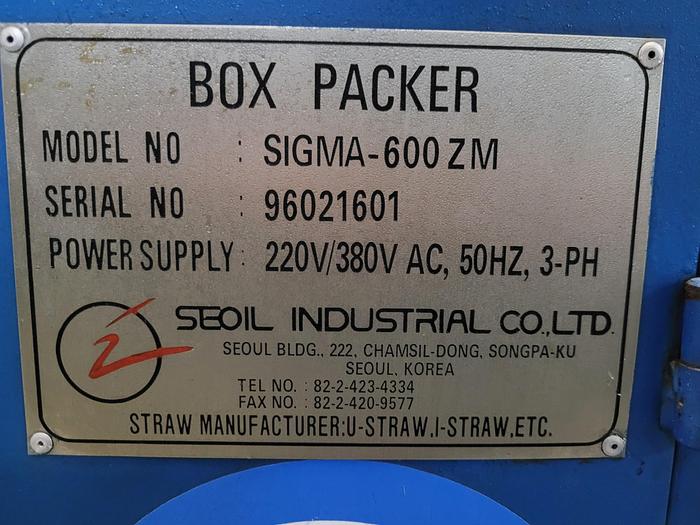 BOX PACKER
MODEL NO : SIGMA-600 ZM
SERIAL NO : 96021601
POWER SUPPLY : 220V/380V AC, 50HZ, 3-PH
SEOIL INDUSTRIAL CO.,LTD.
SEOUL BLDG., 222, CHAMSIL-DONG, SONGPA-KU
SEOUL, KOREA
TEL NO. : 82-2-423-4334
FAX NO. : 82-2-420-9577
STRAW MANUFACTURER:U-STRAW,I-STRAW,ETC.